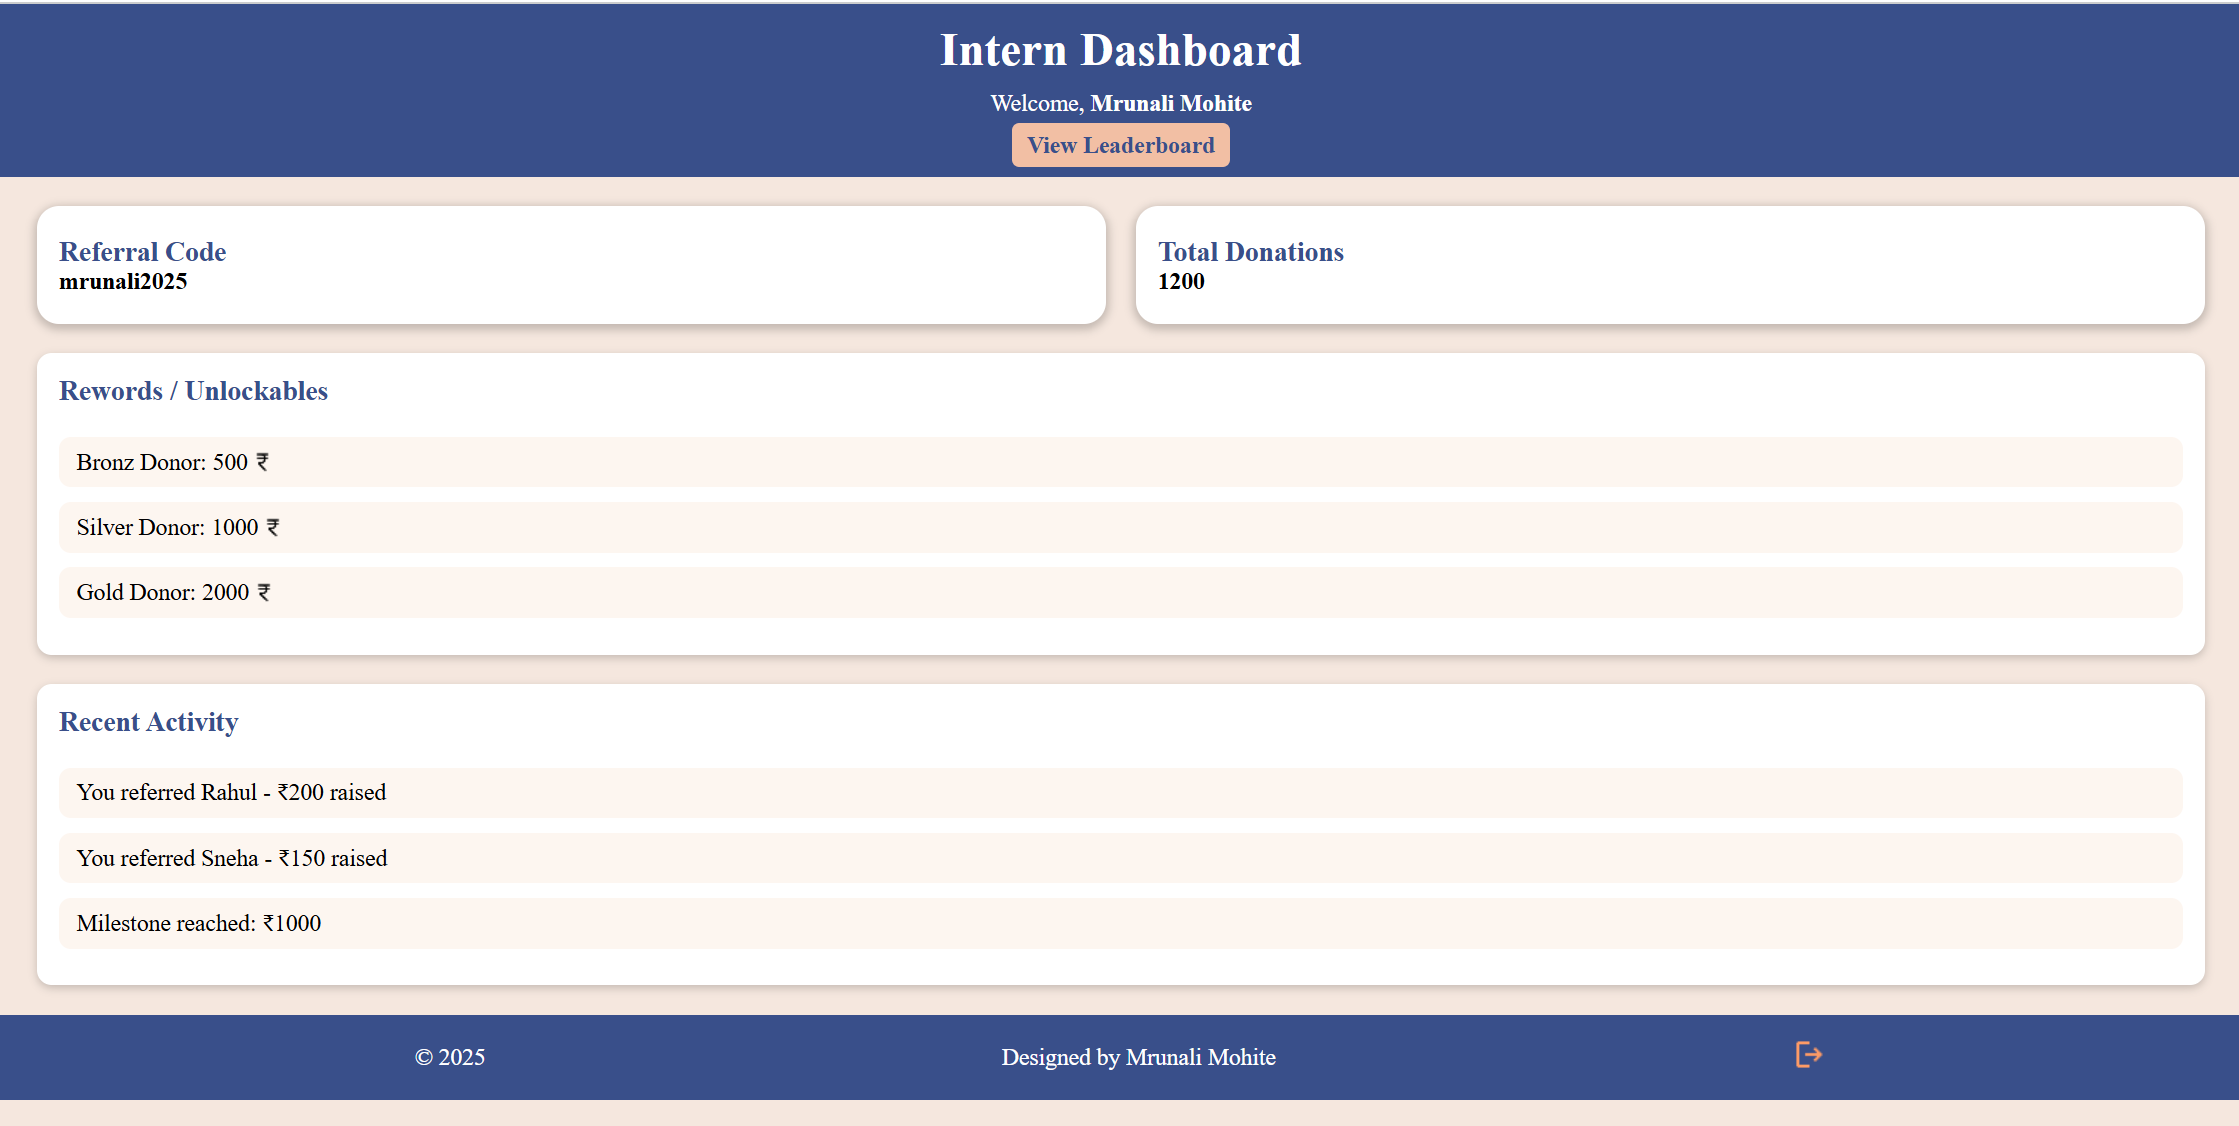 Intern Dashboard
Welcome, Mrunali Mohite
View Leaderboard
Referral Code
mrunali2025
Total Donations
1200
Rewords / Unlockables
Bronz Donor: 500 ₹
Silver Donor: 1000 ₹
Gold Donor: 2000 ₹
Recent Activity
You referred Rahul - ₹200 raised
You referred Sneha - ₹150 raised
Milestone reached: ₹1000
© 2025
Designed by Mrunali Mohite